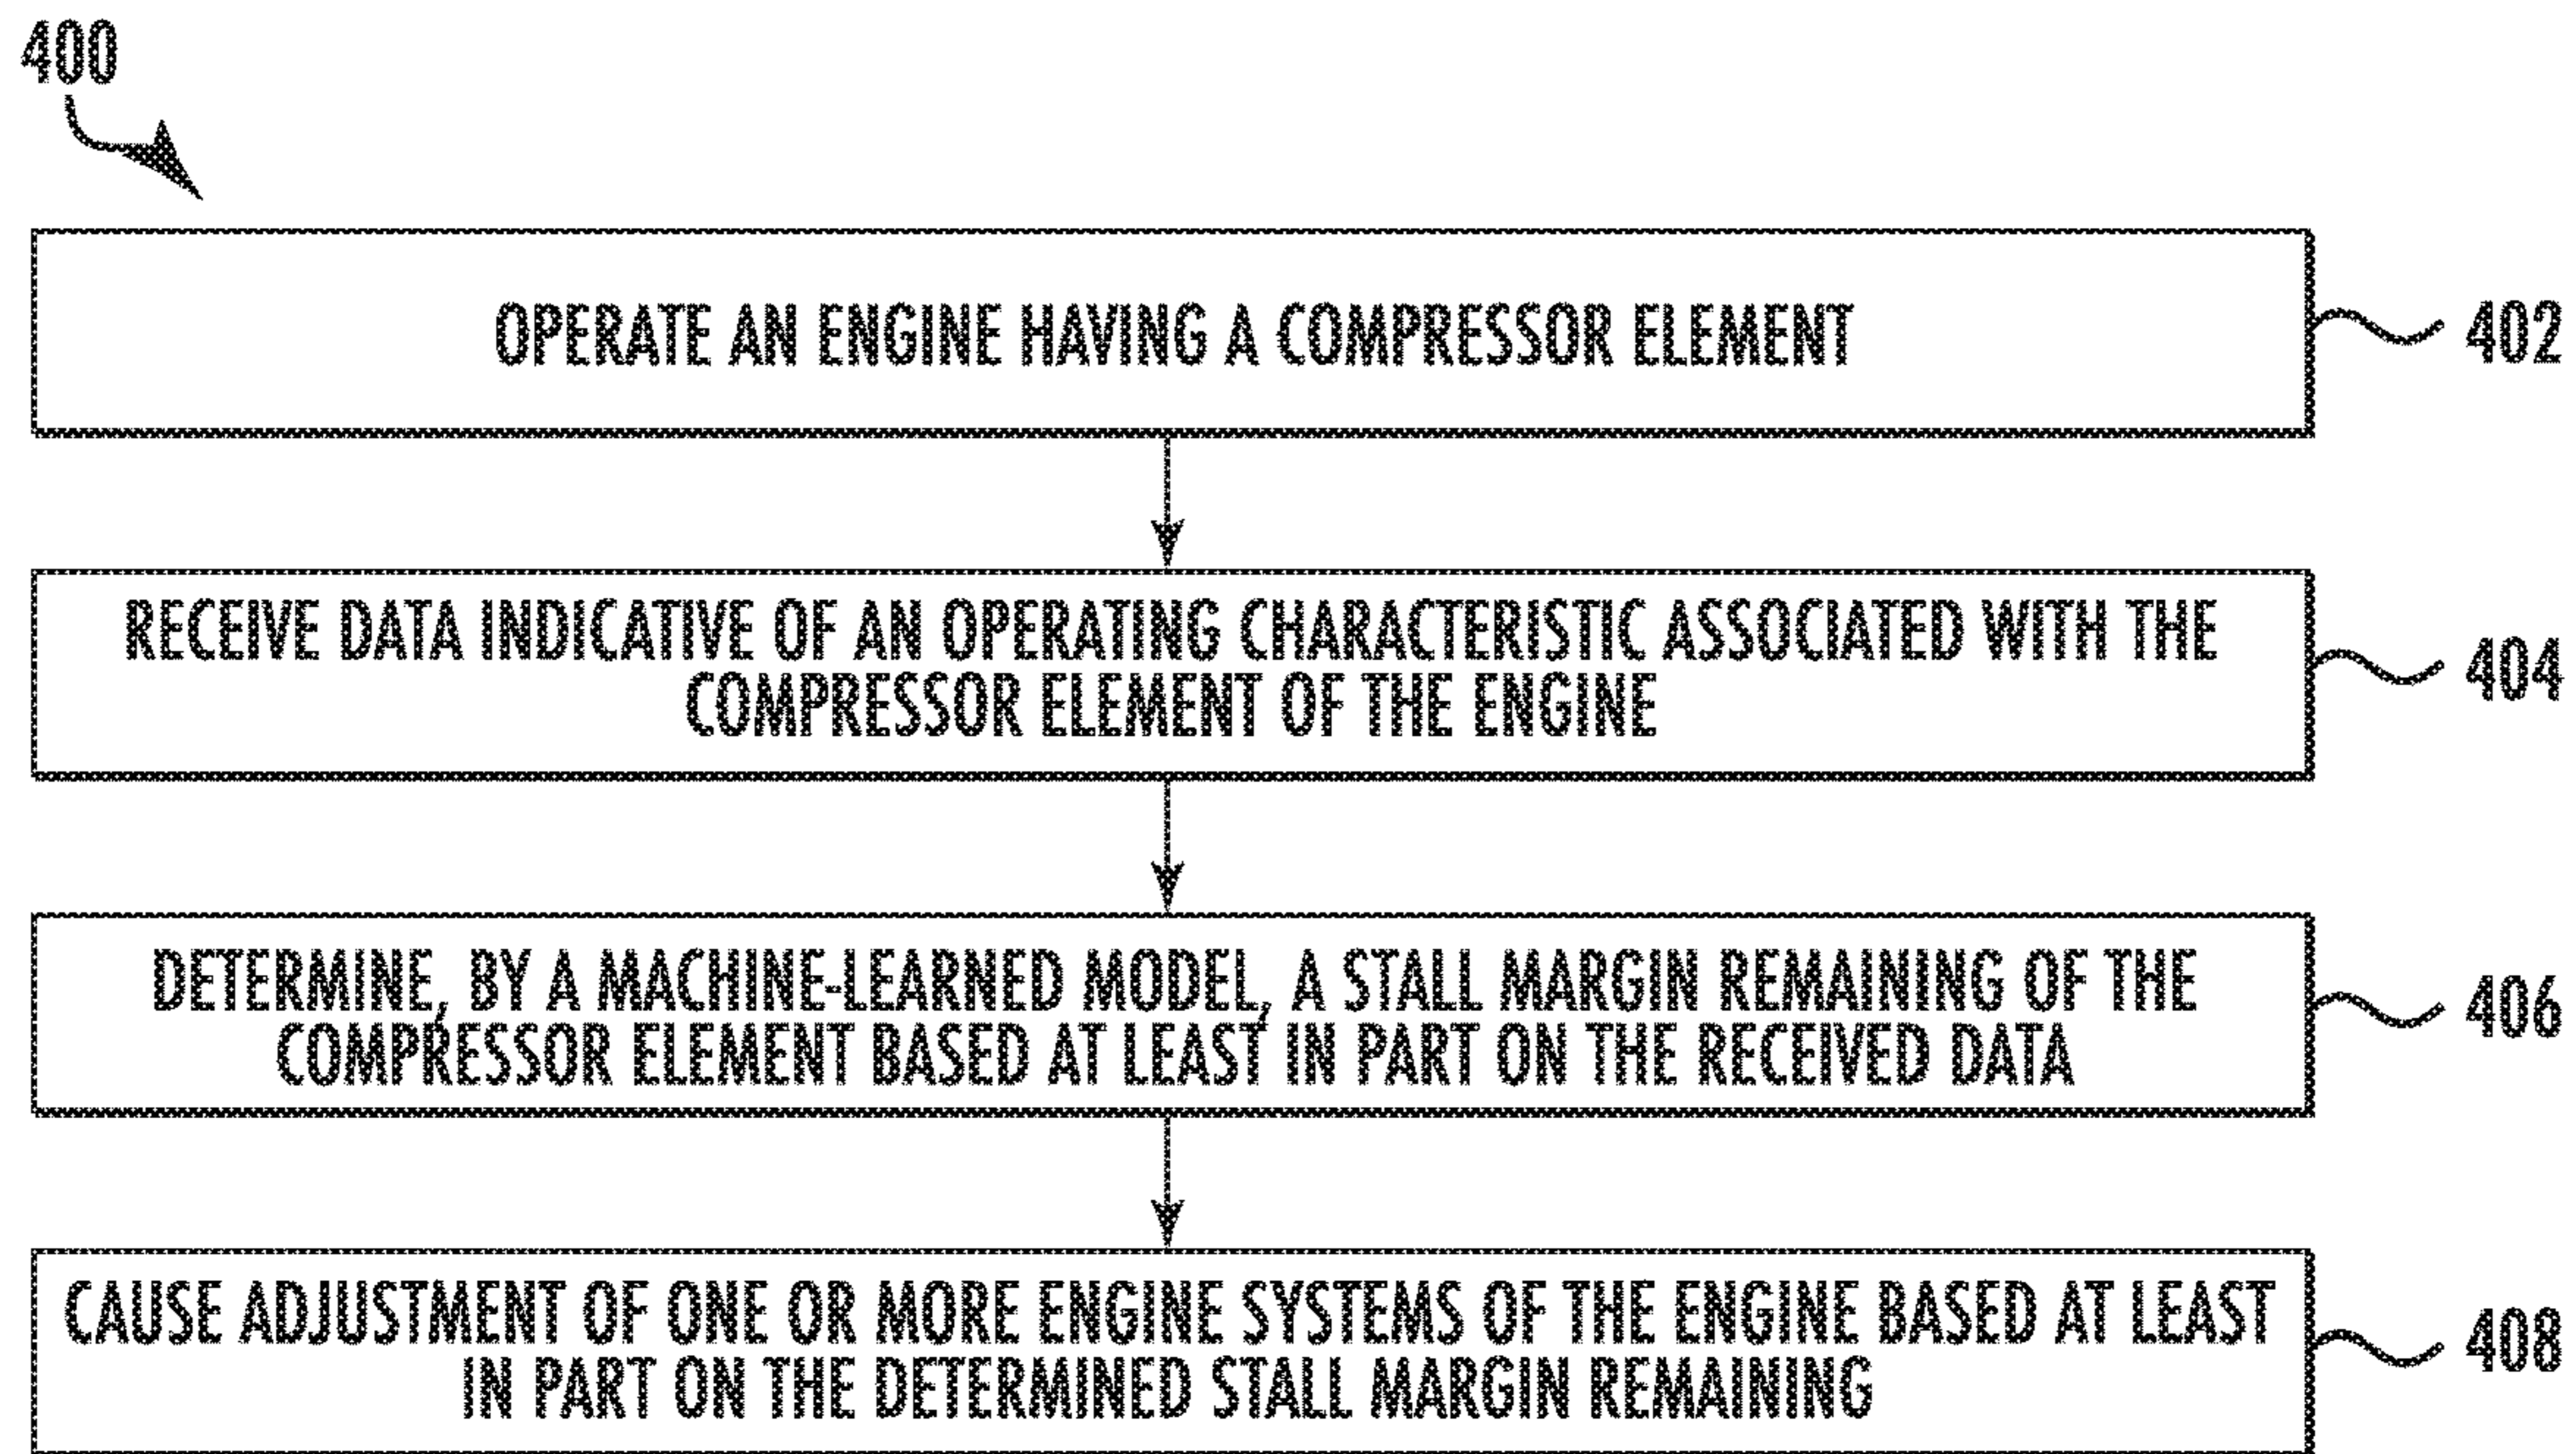 400
OPERATE AN ENGINE HAVING A COMPRESSOR ELEMENT
402
RECEIVE DATA INDICATIVE OF AN OPERATING CHARACTERISTIC ASSOCIATED WITH THE
COMPRESSOR ELEMENT OF THE ENGINE
404
DETERMINE, BY A MACHINE-LEARNED MODEL, A STALL MARGIN REMAINING OF THE
COMPRESSOR ELEMENT BASED AT LEAST IN PART ON THE RECEIVED DATA
406
CAUSE ADJUSTMENT OF ONE OR MORE ENGINE SYSTEMS OF THE ENGINE BASED AT LEAST
IN PART ON THE DETERMINED STALL MARGIN REMAINING
408